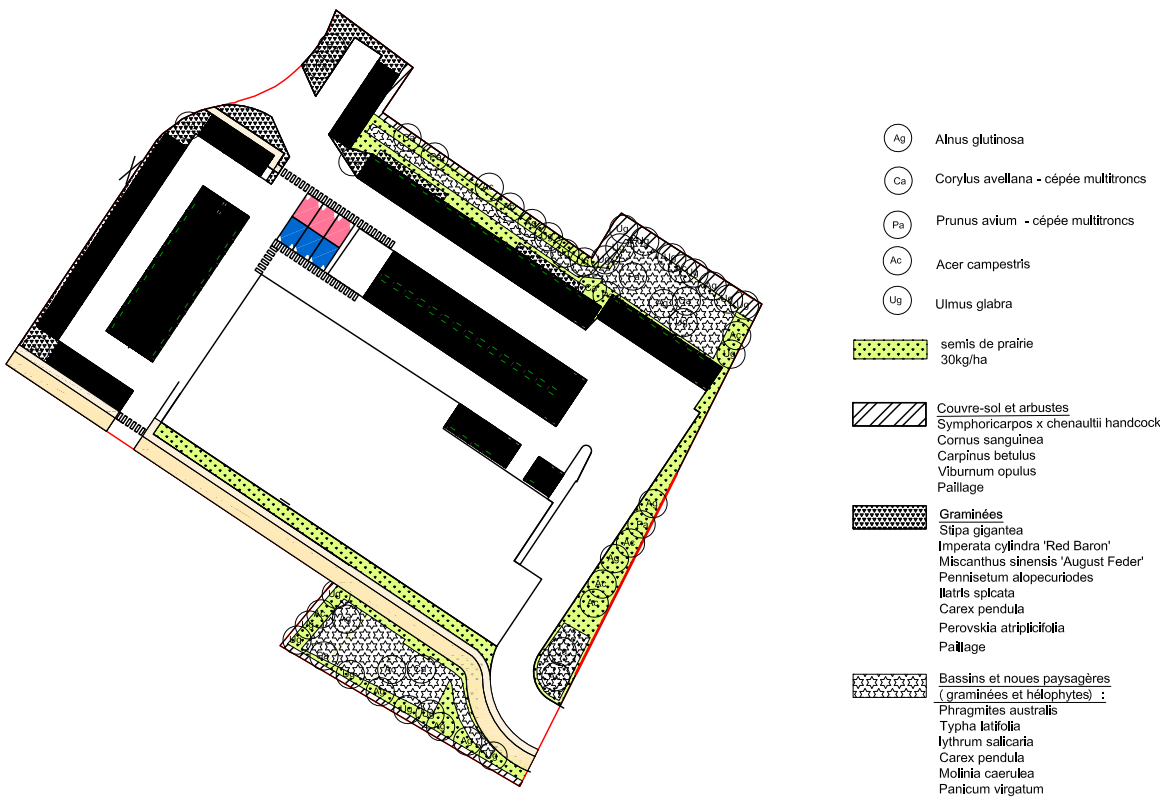 Ag Alnus glutinosa
Ca Corylus avellana - cépée multitroncs
Pa Prunus avium - cépée multitroncs
Ac Acer campestris
Ug Ulmus glabra
semis de prairie
30kg/ha
Couvre-sol et arbustes
Symphoricarpos x chenaultii handcock
Cornus sanguinea
Carpinus betulus
Viburnum opulus
Paillage
Graminées
Stipa gigantea
Imperata cylindra 'Red Baron'
Miscanthus sinensis 'August Feder'
Pennisetum alopecuriodes
liatris spicata
Carex pendula
Perovskia atriplicifolia
Paillage
Bassins et noues paysagères
( graminées et hélophytes) :
Phragmites australis
Typha latifolia
lythrum salicaria
Carex pendula
Molinia caerulea
Panicum virgatum